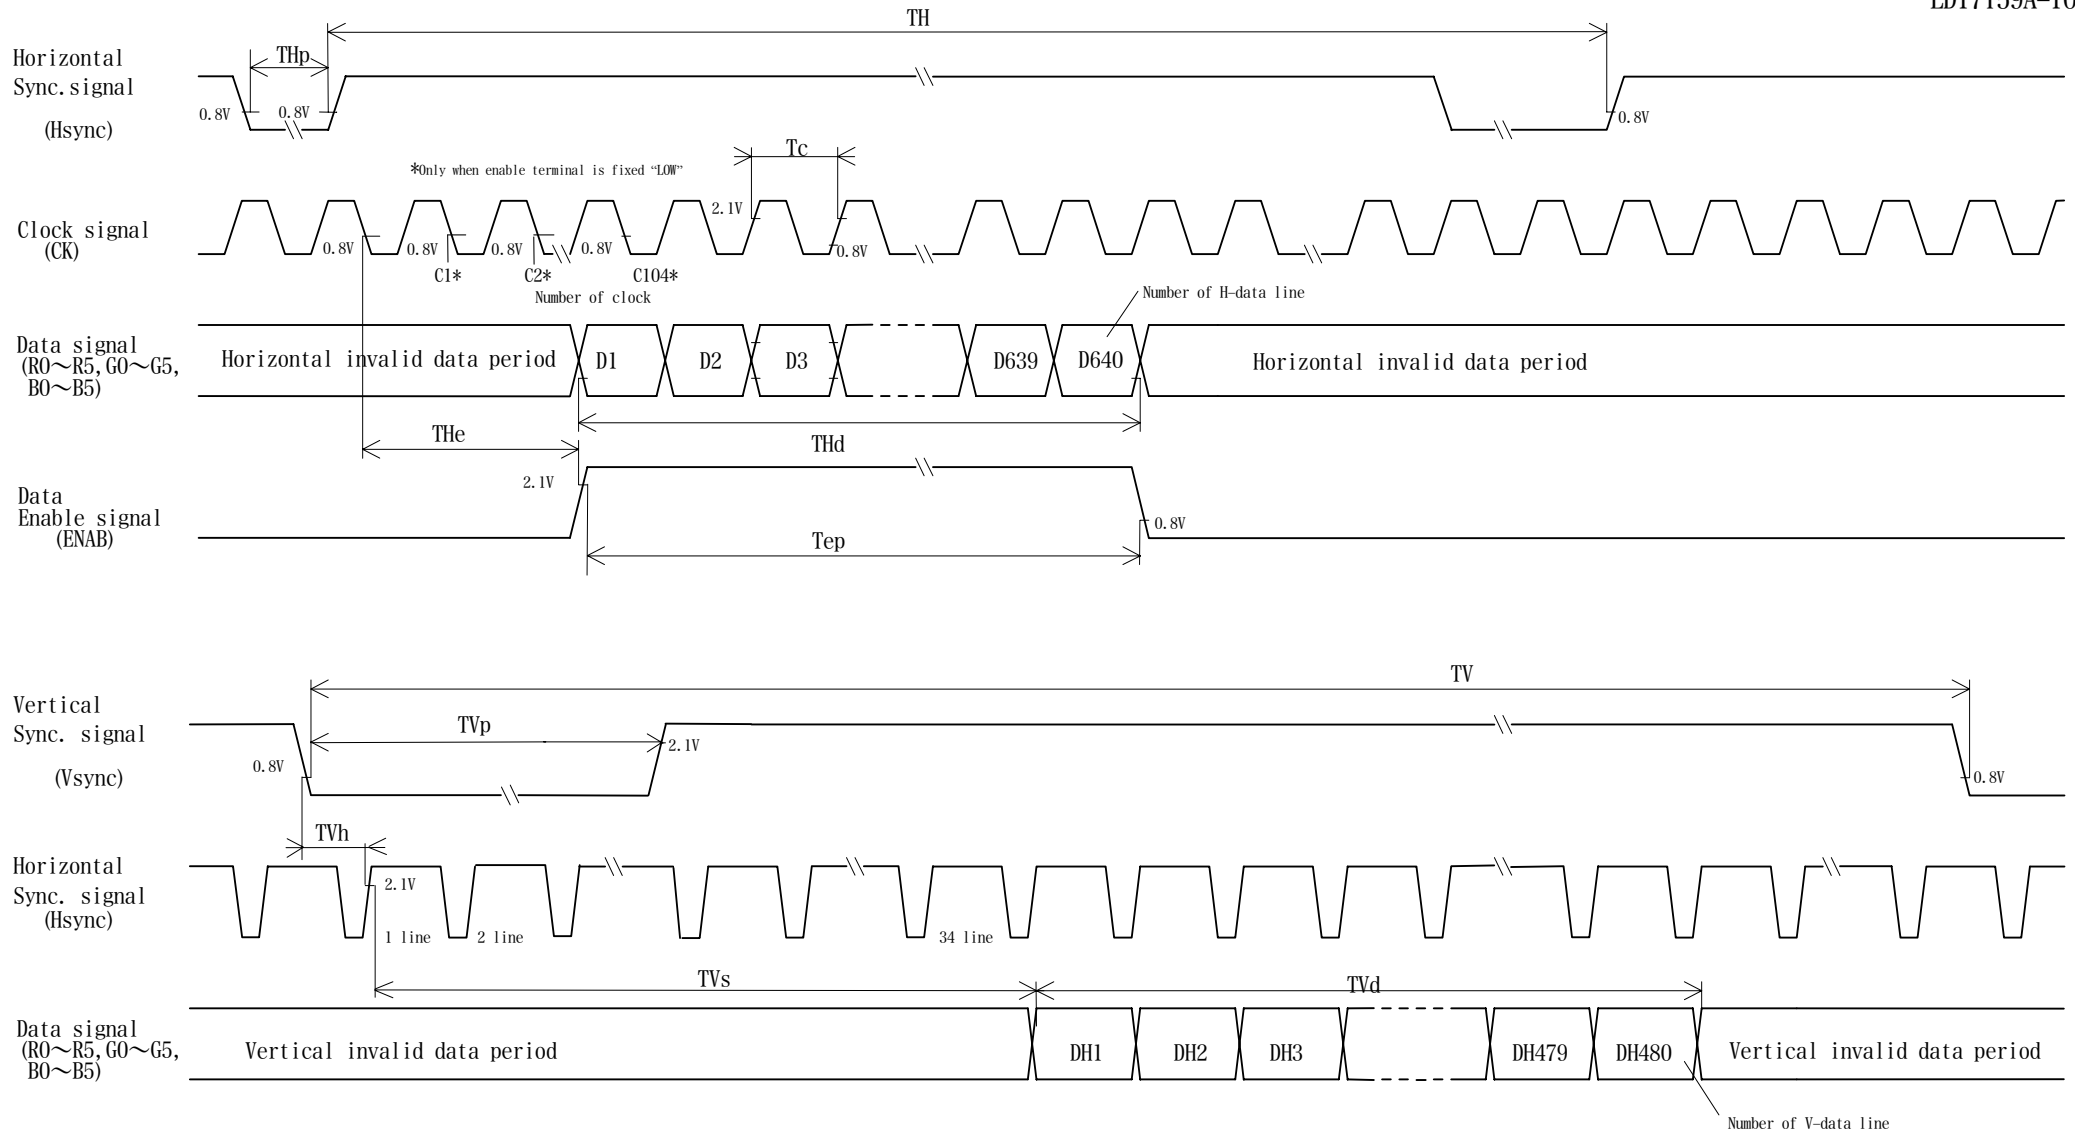 TH
Horizontal
Sync.signal
(Hsync)
THp
0.8V
0.8V
0.8V
*Only when enable terminal is fixed “LOW”
Tc
Clock signal
(CK)
2.1V
0.8V
0.8V
0.8V
0.8V
0.8V
C1*
C2*
C104*
Number of clock
Number of H-data line
Data signal
(R0～R5,G0～G5,
B0～B5)
Horizontal invalid data period
D1
D2
D3
D639
D640
Horizontal invalid data period
THe
THd
2.1V
Data
Enable signal
(ENAB)
0.8V
Tep
TV
Vertical
Sync. signal
(Vsync)
TVp
2.1V
0.8V
0.8V
TVh
Horizontal
Sync. signal
(Hsync)
2.1V
1 line
2 line
34 line
TVs
TVd
Data signal
(R0～R5,G0～G5,
B0～B5)
Vertical invalid data period
DH1
DH2
DH3
DH479
DH480
Vertical invalid data period
Number of V-data line